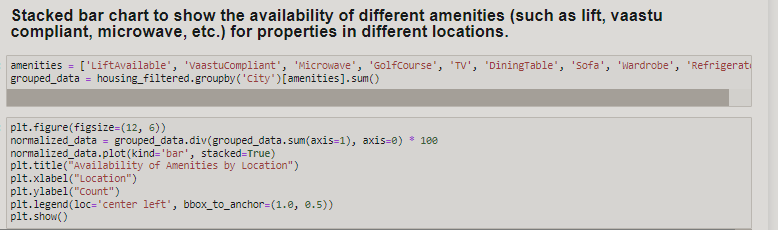 Stacked bar chart to show the availability of different amenities (such as lift, vaastu
compliant, microwave, etc.) for properties in different locations.
amenities = ['LiftAvailable', 'VaastuCompliant', 'Microwave', 'GolfCourse', 'TV', 'DiningTable', 'Sofa', 'Wardrobe', 'Refrigerat
grouped_data = housing_filtered.groupby('City')[amenities].sum()
plt.figure(figsize=(12, 6))
normalized_data = grouped_data.div(grouped_data.sum(axis=1), axis=0) * 100
normalized_data.plot(kind='bar', stacked=True)
plt.title("Availability of Amenities by Location")
plt.xlabel("Location")
plt.ylabel("Count")
plt.legend(loc='center left', bbox_to_anchor=(1.0, 0.5))
plt.show()